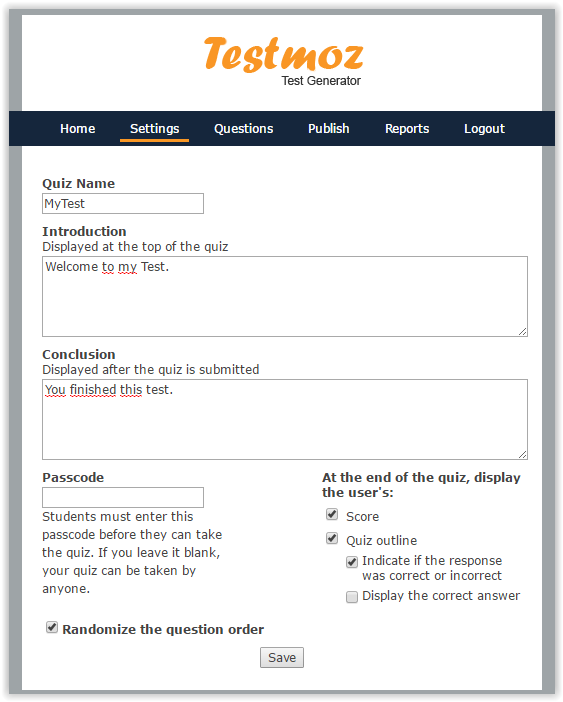 Testmoz
Test Generator
Home Settings Questions Publish Reports Logout
Quiz Name
MyTest
Introduction
Displayed at the top of the quiz
Welcome to my Test.
Conclusion
Displayed after the quiz is submitted
You finished this test.
Passcode
Students must enter this
passcode before they can take
the quiz. If you leave it blank,
your quiz can be taken by
anyone.
At the end of the quiz, display
the user's:
Score
Quiz outline
Indicate if the response
was correct or incorrect
Display the correct answer
Randomize the question order
Save